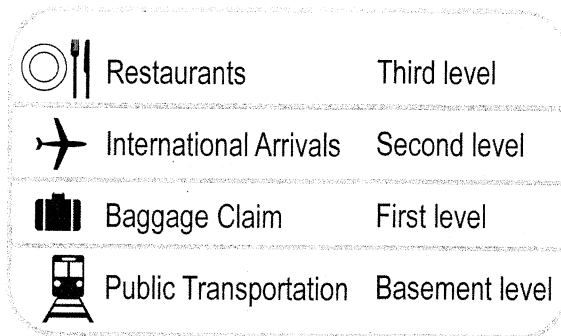 Restaurants Third level
International Arrivals Second level
Baggage Claim First level
Public Transportation Basement level